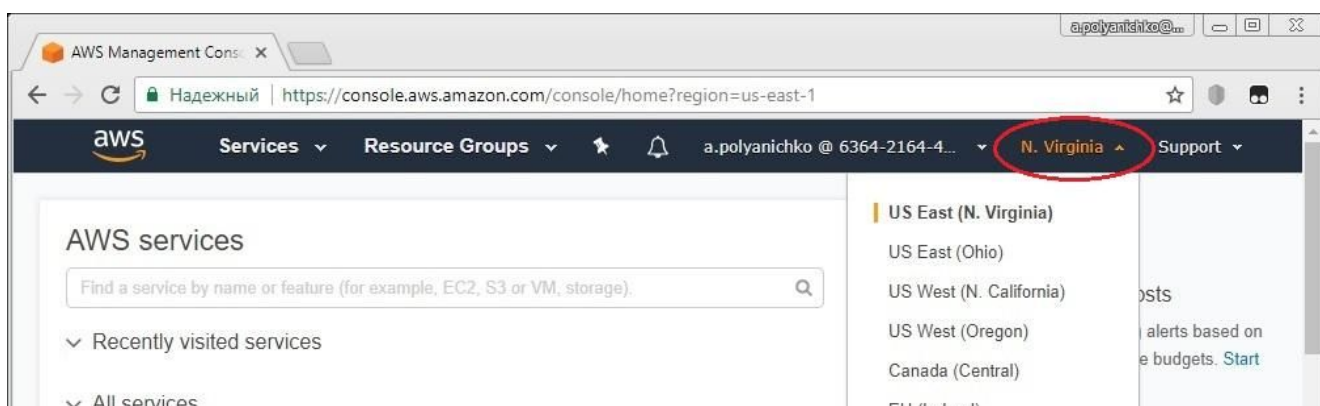 a.polyanichko@...
AWS Management Cons
Надежный | https://console.aws.amazon.com/console/home?region=us-east-1
aws Services Resource Groups a.polyanichko @ 6364-2164-4... N. Virginia Support
US East (N. Virginia)
AWS services
US East (Ohio)
Find a service by name or feature (for example, EC2, S3 or VM, storage).
US West (N. California)
osts
Recently visited services
US West (Oregon)
alerts based on
Canada (Central)
e budgets. Start
All services